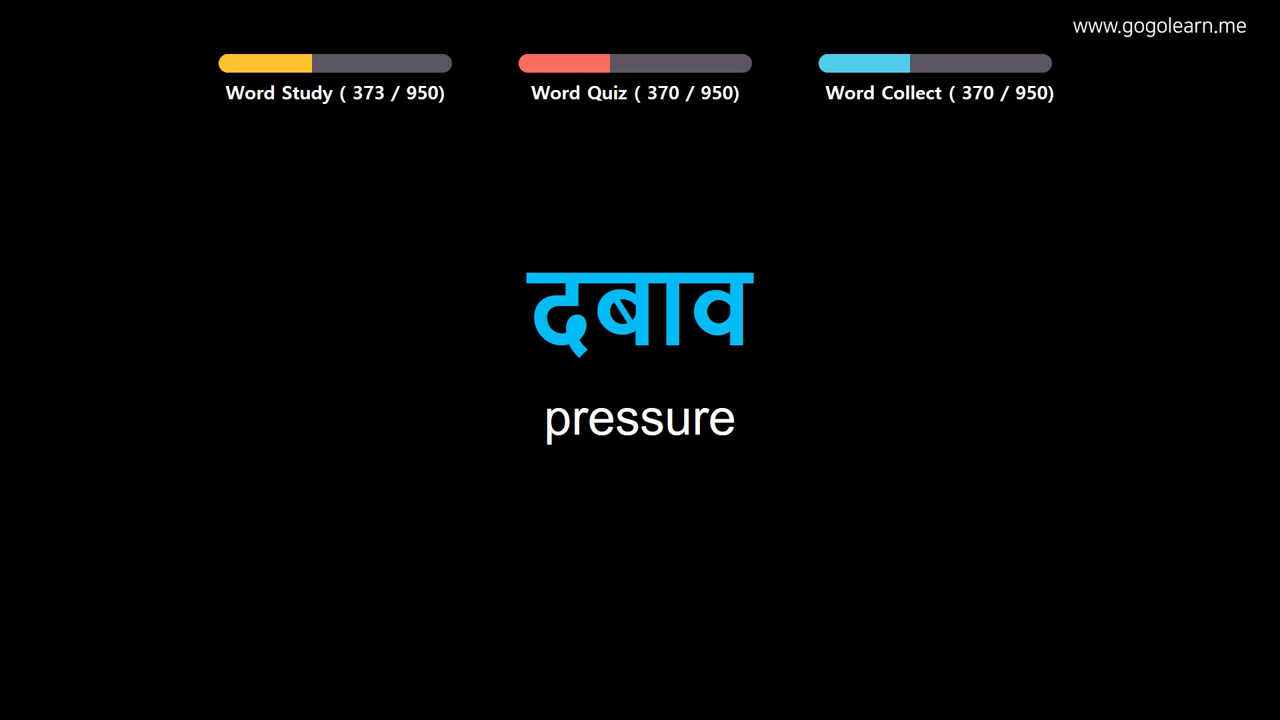 www.gogolearn.me
Word Study ( 373 / 950)
Word Quiz ( 370 / 950)
Word Collect ( 370 / 950)
दबाव
pressure